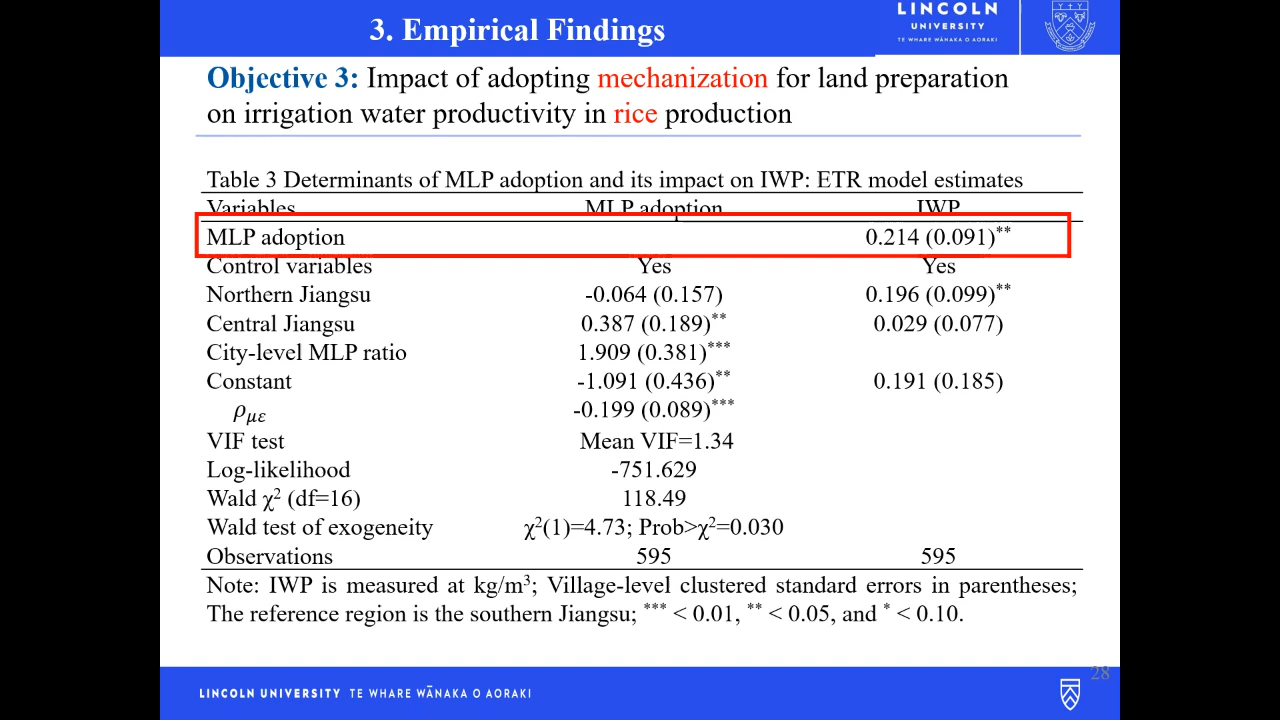 3. Empirical Findings
LINCOLN
UNIVERSITY
TE WHARE WĀNAKA O AORAKI
Objective 3: Impact of adopting mechanization for land preparation
on irrigation water productivity in rice production
Table 3 Determinants of MLP adoption and its impact on IWP: ETR model estimates
Variables MLP adoption IWP
MLP adoption 0.214 (0.091)**
Control variables Yes Yes
Northern Jiangsu -0.064 (0.157) 0.196 (0.099)**
Central Jiangsu 0.387 (0.189)** 0.029 (0.077)
City-level MLP ratio 1.909 (0.381)***
Constant -1.091 (0.436)** 0.191 (0.185)
ρμε -0.199 (0.089)***
VIF test Mean VIF=1.34
Log-likelihood -751.629
Wald χ² (df=16) 118.49
Wald test of exogeneity χ²(1)=4.73; Prob>χ²=0.030
Observations 595 595
Note: IWP is measured at kg/m³; Village-level clustered standard errors in parentheses;
The reference region is the southern Jiangsu; *** < 0.01, ** < 0.05, and * < 0.10.
28
LINCOLN UNIVERSITY TE WHARE WĀNAKA O AORAKI